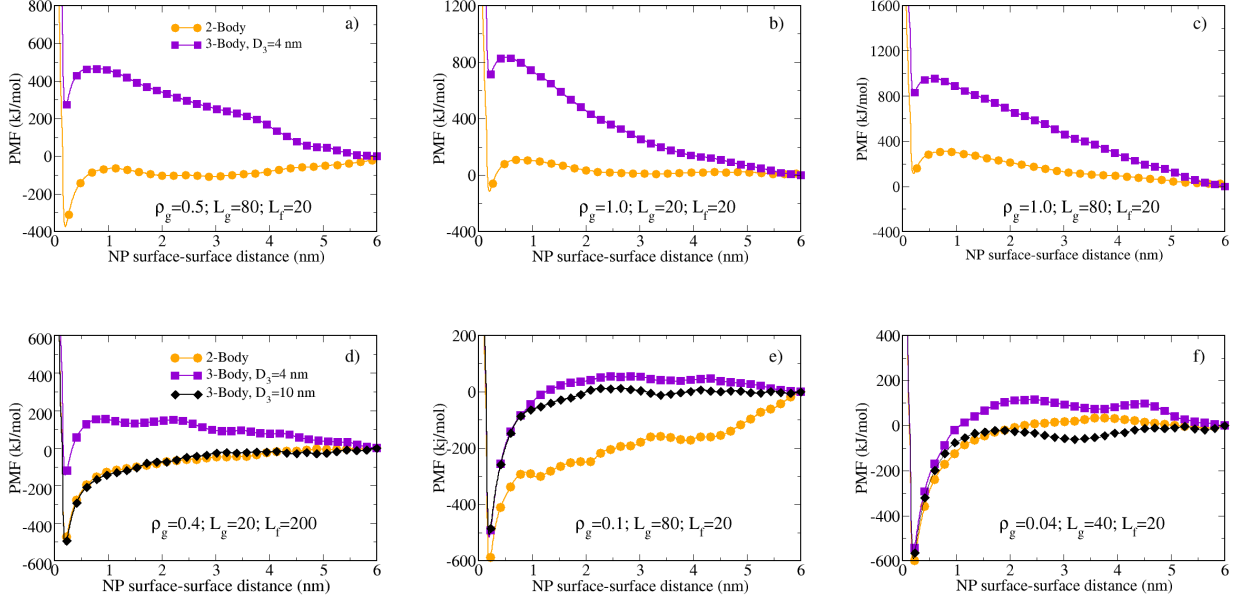 a)
2-Body
3-Body, D₃=4 nm
800
600
400
200
0
-200
-400
PMF (kJ/mol)
ρg=0.5; Lg=80; Lf=20
0 1 2 3 4 5 6
NP surface-surface distance (nm)
b)
1200
800
400
0
-400
PMF (kJ/mol)
ρg=1.0; Lg=20; Lf=20
0 1 2 3 4 5 6
NP surface-surface distance (nm)
c)
1600
1200
800
400
0
-400
PMF (kJ/mol)
ρg=1.0; Lg=80; Lf=20
0 1 2 3 4 5 6
NP surface-surface distance (nm)
d)
2-Body
3-Body, D₃=4 nm
3-Body, D₃=10 nm
600
400
200
0
-200
-400
-600
PMF (kJ/mol)
ρg=0.4; Lg=20; Lf=200
0 1 2 3 4 5 6
NP surface-surface distance (nm)
e)
200
0
-200
-400
-600
PMF (kJ/mol)
ρg=0.1; Lg=80; Lf=20
0 1 2 3 4 5 6
NP surface-surface distance (nm)
f)
400
200
0
-200
-400
-600
PMF (kJ/mol)
ρg=0.04; Lg=40; Lf=20
0 1 2 3 4 5 6
NP surface-surface distance (nm)